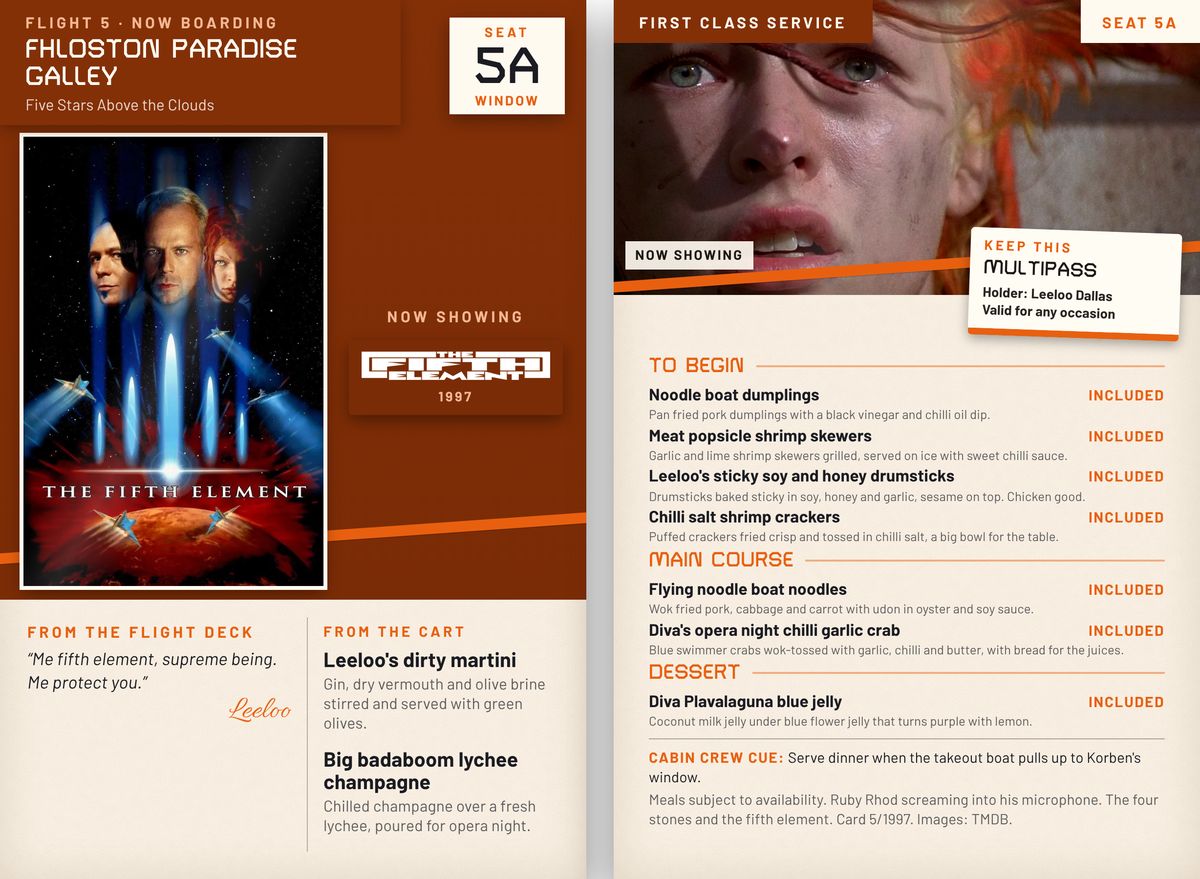 FLIGHT 5 · NOW BOARDING
FHLOSTON PARADISE
GALLEY
Five Stars Above the Clouds
SEAT
5A
WINDOW
THE FIFTH ELEMENT
NOW SHOWING
THE
FIFTH
ELEMENT
1997
FROM THE FLIGHT DECK
“Me fifth element, supreme being.
Me protect you.”
Leeloo
FROM THE CART
Leeloo's dirty martini
Gin, dry vermouth and olive brine
stirred and served with green
olives.
Big badaboom lychee
champagne
Chilled champagne over a fresh
lychee, poured for opera night.
FIRST CLASS SERVICE
SEAT 5A
NOW SHOWING
KEEP THIS
MULTIPASS
Holder: Leeloo Dallas
Valid for any occasion
TO BEGIN
Noodle boat dumplings INCLUDED
Pan fried pork dumplings with a black vinegar and chilli oil dip.
Meat popsicle shrimp skewers INCLUDED
Garlic and lime shrimp skewers grilled, served on ice with sweet chilli sauce.
Leeloo's sticky soy and honey drumsticks INCLUDED
Drumsticks baked sticky in soy, honey and garlic, sesame on top. Chicken good.
Chilli salt shrimp crackers INCLUDED
Puffed crackers fried crisp and tossed in chilli salt, a big bowl for the table.
MAIN COURSE
Flying noodle boat noodles INCLUDED
Wok fried pork, cabbage and carrot with udon in oyster and soy sauce.
Diva's opera night chilli garlic crab INCLUDED
Blue swimmer crabs wok-tossed with garlic, chilli and butter, with bread for the juices.
DESSERT
Diva Plavalaguna blue jelly INCLUDED
Coconut milk jelly under blue flower jelly that turns purple with lemon.
CABIN CREW CUE: Serve dinner when the takeout boat pulls up to Korben's
window.
Meals subject to availability. Ruby Rhod screaming into his microphone. The four
stones and the fifth element. Card 5/1997. Images: TMDB.